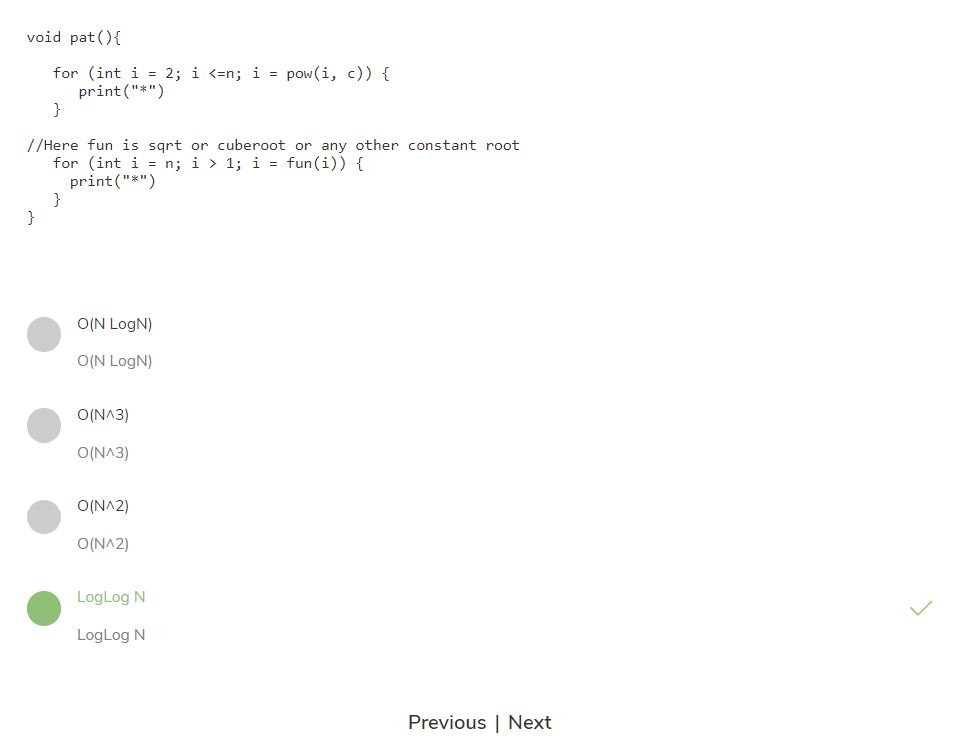 void pat(){
for (int i = 2; i <=n; i = pow(i, c)) {
print("*")
}
//Here fun is sqrt or cuberoot or any other constant root
for (int i = n; i > 1; i = fun(i)) {
print("*")
}
}
O(N LogN)
O(N LogN)
O(N^3)
O(N^3)
O(N^2)
O(N^2)
LogLog N
LogLog N
Previous | Next